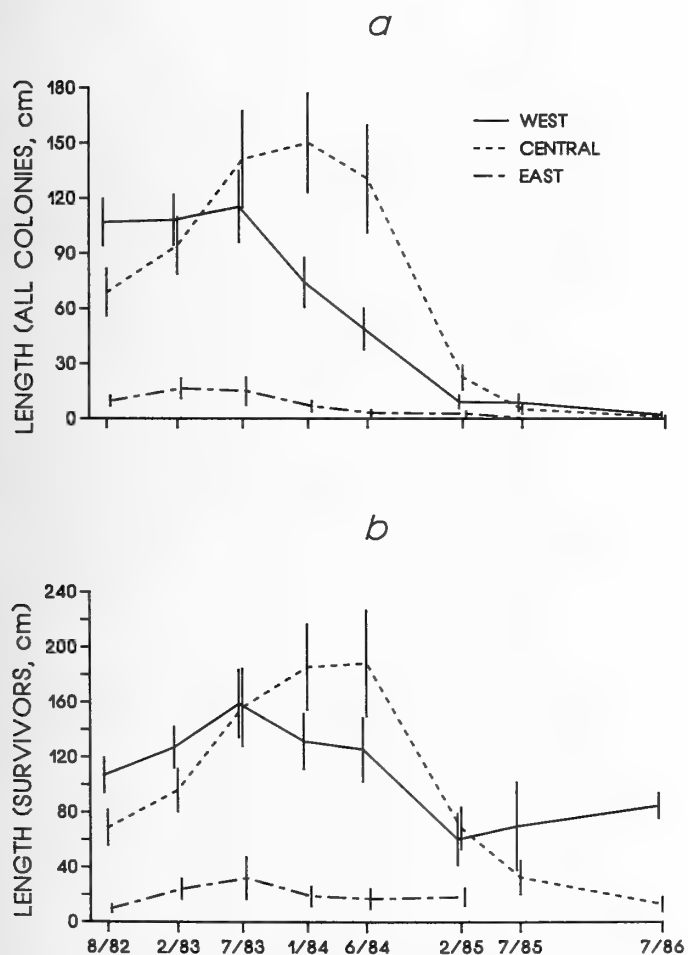 a
LENGTH (ALL COLONIES, cm)
180
150
120
90
60
30
0
WEST
CENTRAL
EAST
b
LENGTH (SURVIVORS, cm)
240
200
160
120
80
40
0
8/82 2/83 7/83 1/84 6/84 2/85 7/85 7/86